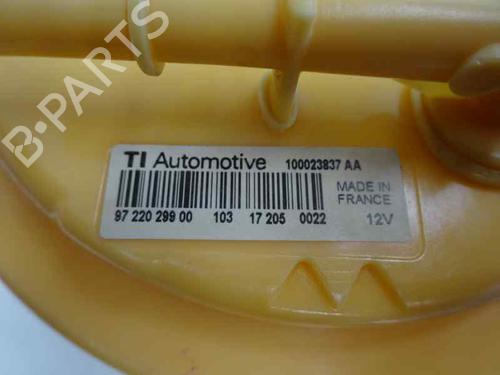 B-PARTS
TI Automotive 100023837 AA
MADE IN
FRANCE
97 220 299 00 103 17 205 0022 12V